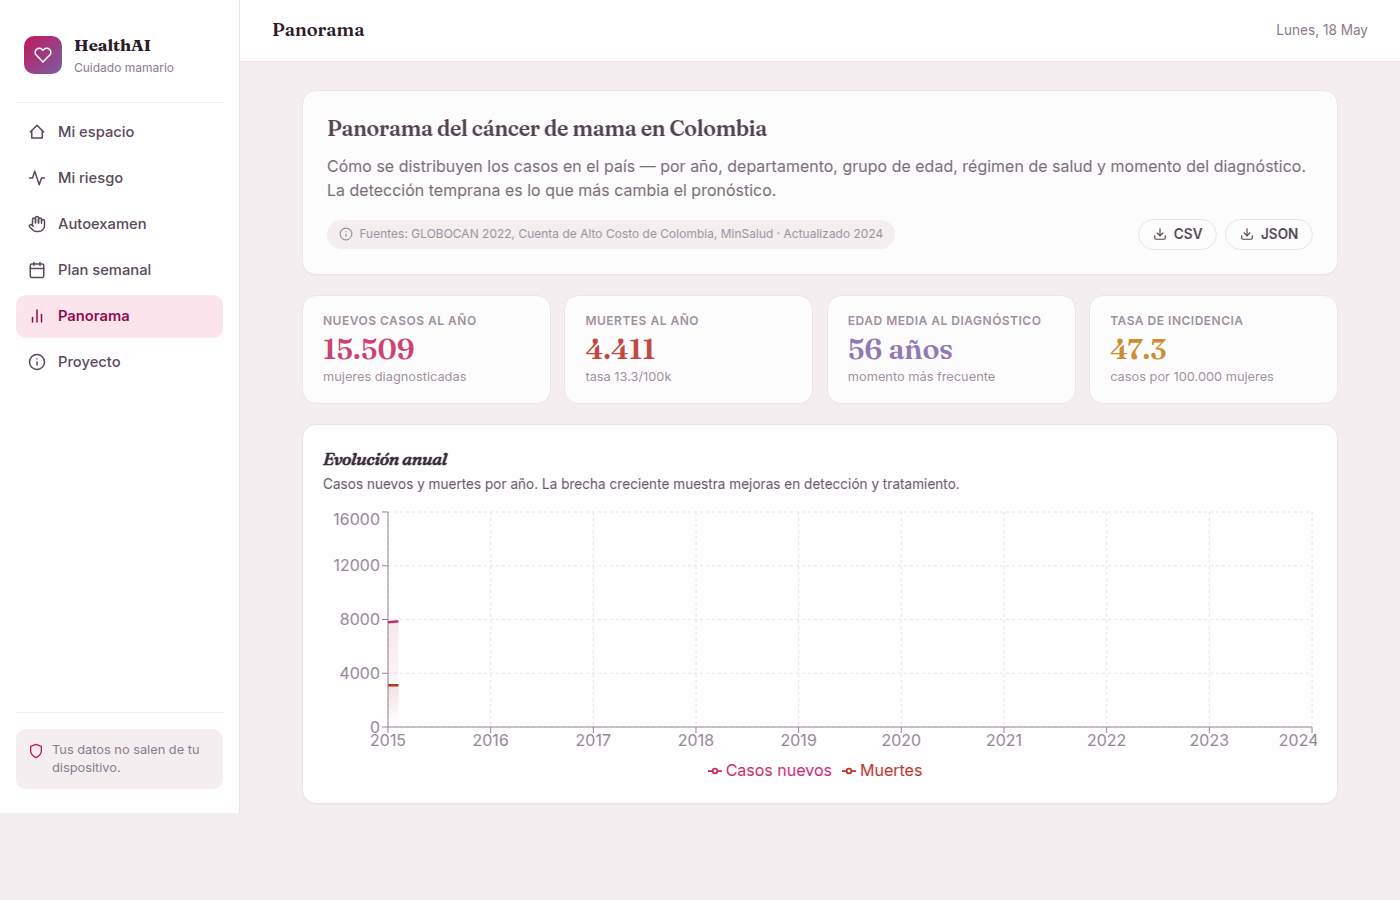 HealthAI
Cuidado mamario
Mi espacio
Mi riesgo
Autoexamen
Plan semanal
Panorama
Proyecto
Tus datos no salen de tu
dispositivo.
Panorama
Lunes, 18 May
Panorama del cáncer de mama en Colombia
Cómo se distribuyen los casos en el país — por año, departamento, grupo de edad, régimen de salud y momento del diagnóstico.
La detección temprana es lo que más cambia el pronóstico.
Fuentes: GLOBOCAN 2022, Cuenta de Alto Costo de Colombia, MinSalud · Actualizado 2024
CSV
JSON
NUEVOS CASOS AL AÑO
15.509
mujeres diagnosticadas
MUERTES AL AÑO
4.411
tasa 13.3/100k
EDAD MEDIA AL DIAGNÓSTICO
56 años
momento más frecuente
TASA DE INCIDENCIA
47.3
casos por 100.000 mujeres
Evolución anual
Casos nuevos y muertes por año. La brecha creciente muestra mejoras en detección y tratamiento.
16000
12000
8000
4000
0
2015 2016 2017 2018 2019 2020 2021 2022 2023 2024
Casos nuevos Muertes